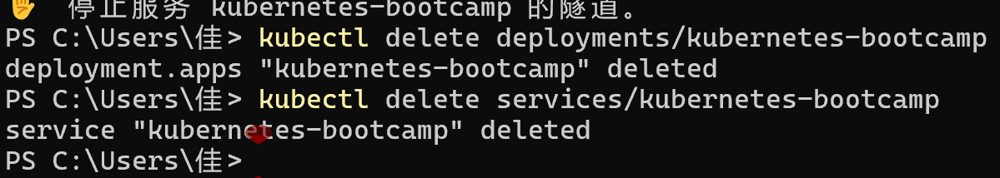 ✋ 停止服务 kubernetes-bootcamp 的隧道。
PS C:\Users\佳> kubectl delete deployments/kubernetes-bootcamp
deployment.apps "kubernetes-bootcamp" deleted
PS C:\Users\佳> kubectl delete services/kubernetes-bootcamp
service "kubernetes-bootcamp" deleted
PS C:\Users\佳>